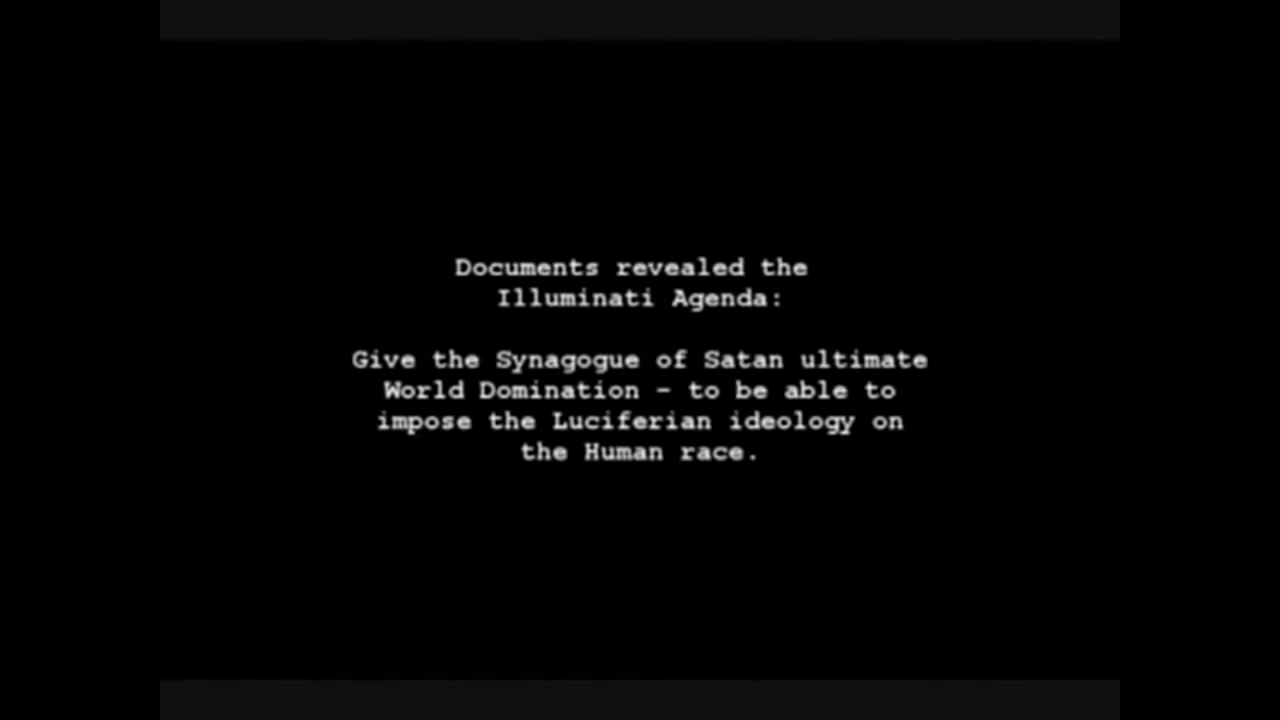 Documents revealed the
Illuminati Agenda:
Give the Synagogue of Satan ultimate
World Domination - to be able to
impose the Luciferian ideology on
the Human race.